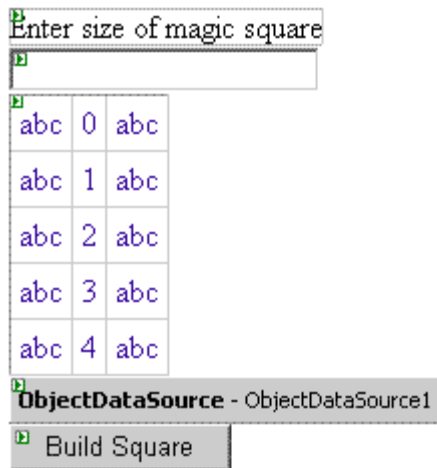 Enter size of magic square
abc 0 abc
abc 1 abc
abc 2 abc
abc 3 abc
abc 4 abc
ObjectDataSource - ObjectDataSource1
Build Square